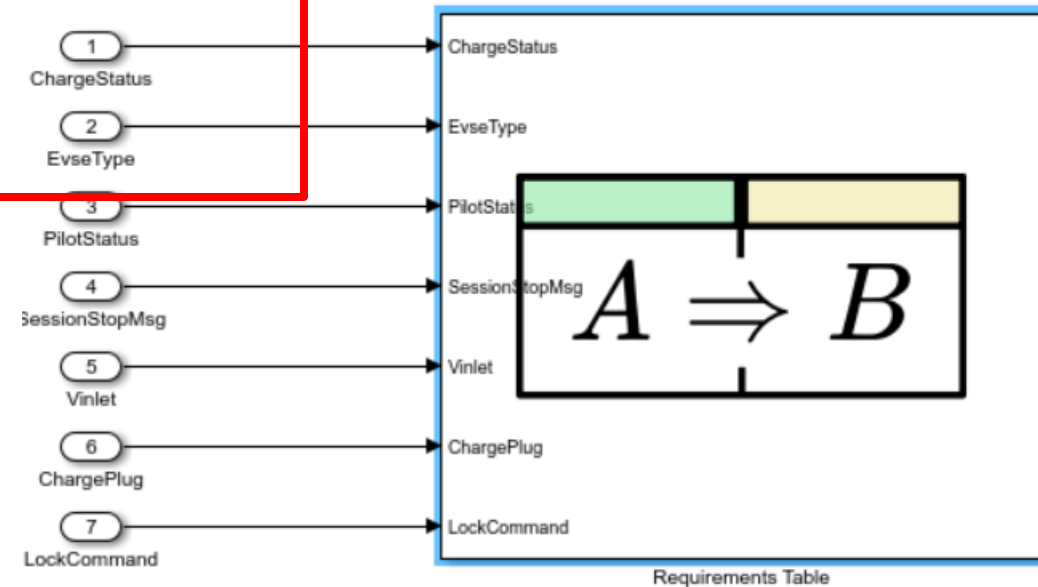 1
ChargeStatus
2
EvseType
3
PilotStatus
4
SessionStopMsg
5
Vinlet
6
ChargePlug
7
LockCommand
ChargeStatus
EvseType
PilotStatus
SessionStopMsg
Vinlet
ChargePlug
LockCommand
A ⇒ B
Requirements Table